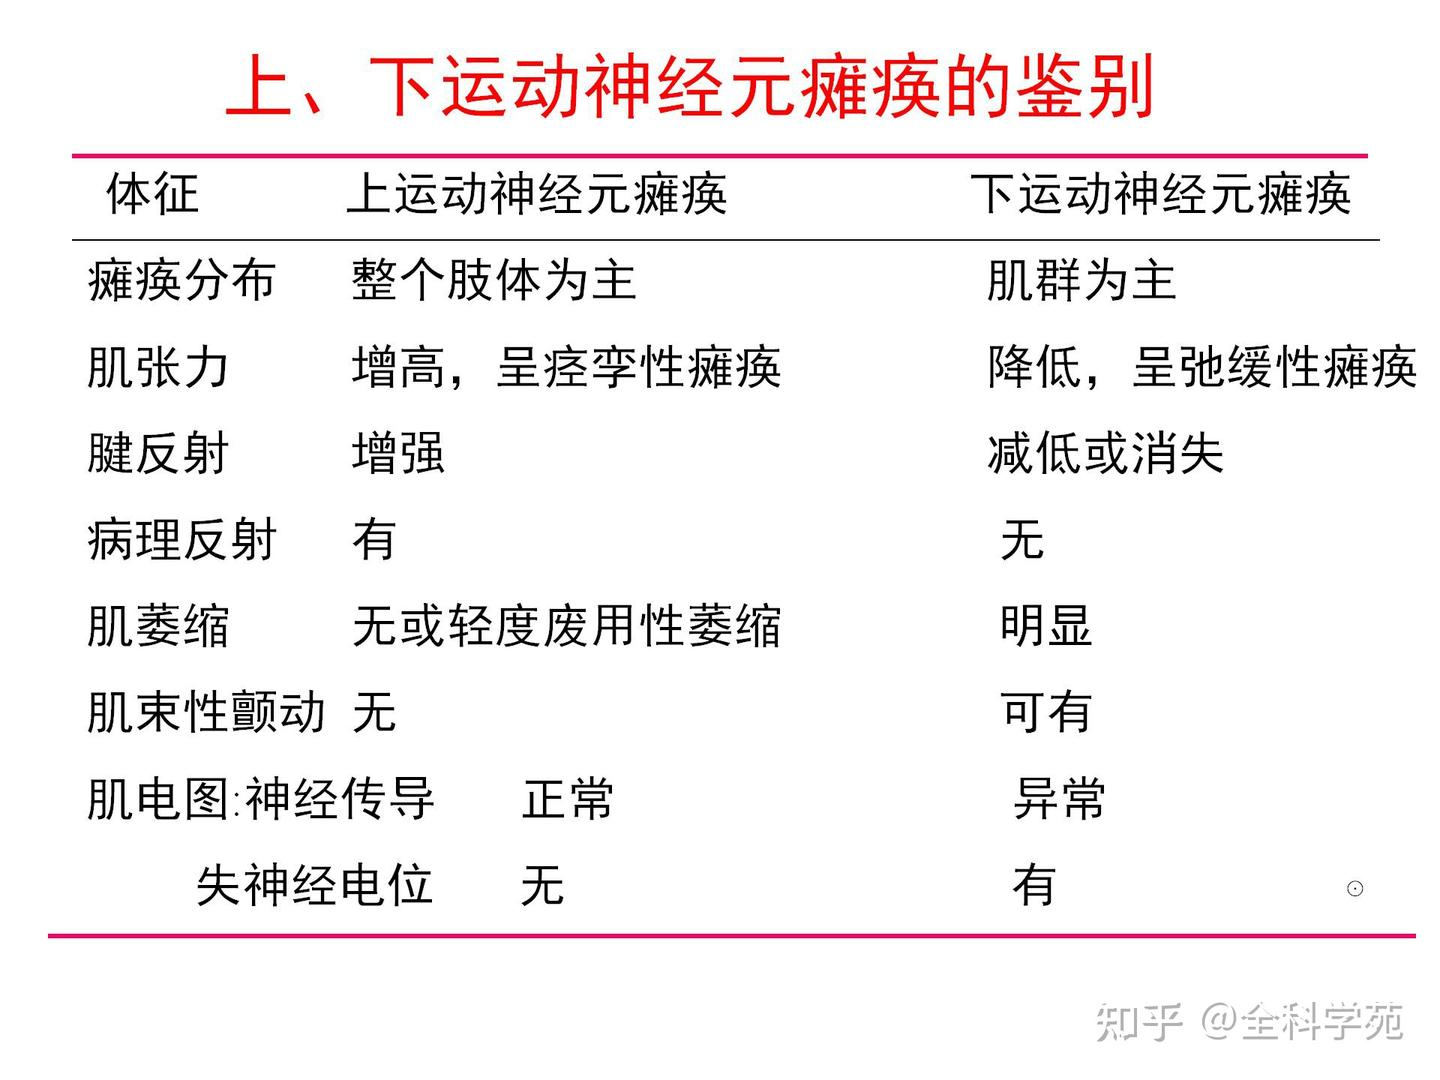 上、下运动神经元瘫痪的鉴别
体征 上运动神经元瘫痪 下运动神经元瘫痪
瘫痪分布 整个肢体为主 肌群为主
肌张力 增高，呈痉挛性瘫痪 降低，呈弛缓性瘫痪
腱反射 增强 减低或消失
病理反射 有 无
肌萎缩 无或轻度废用性萎缩 明显
肌束性颤动 无 可有
肌电图:神经传导 正常 异常
失神经电位 无 有
知乎 @全科学苑